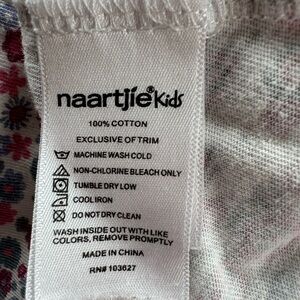 naartjie® Kids
100% COTTON
EXCLUSIVE OF TRIM
MACHINE WASH COLD
NON-CHLORINE BLEACH ONLY
TUMBLE DRY LOW
COOL IRON
DO NOT DRY CLEAN
WASH INSIDE OUT WITH LIKE
COLORS, REMOVE PROMPTLY
MADE IN CHINA
RN# 103627